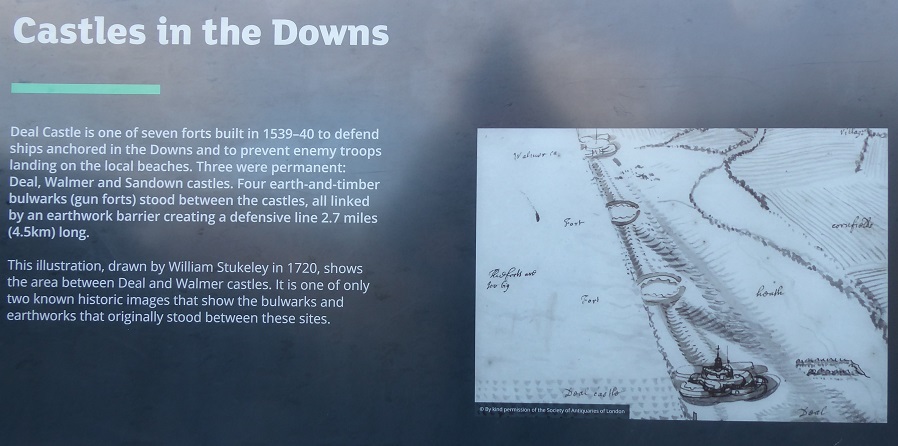 Castles in the Downs
Deal Castle is one of seven forts built in 1539–40 to defend
ships anchored in the Downs and to prevent enemy troops
landing on the local beaches. Three were permanent:
Deal, Walmer and Sandown castles. Four earth-and-timber
bulwarks (gun forts) stood between the castles, all linked
by an earthwork barrier creating a defensive line 2.7 miles
(4.5km) long.
This illustration, drawn by William Stukeley in 1720, shows
the area between Deal and Walmer castles. It is one of only
two known historic images that show the bulwarks and
earthworks that originally stood between these sites.
Village
Walmer ca.
Fort
cornfields
too big
Fort
heath
Deal castle
Deal
© By kind permission of the Society of Antiquaries of London